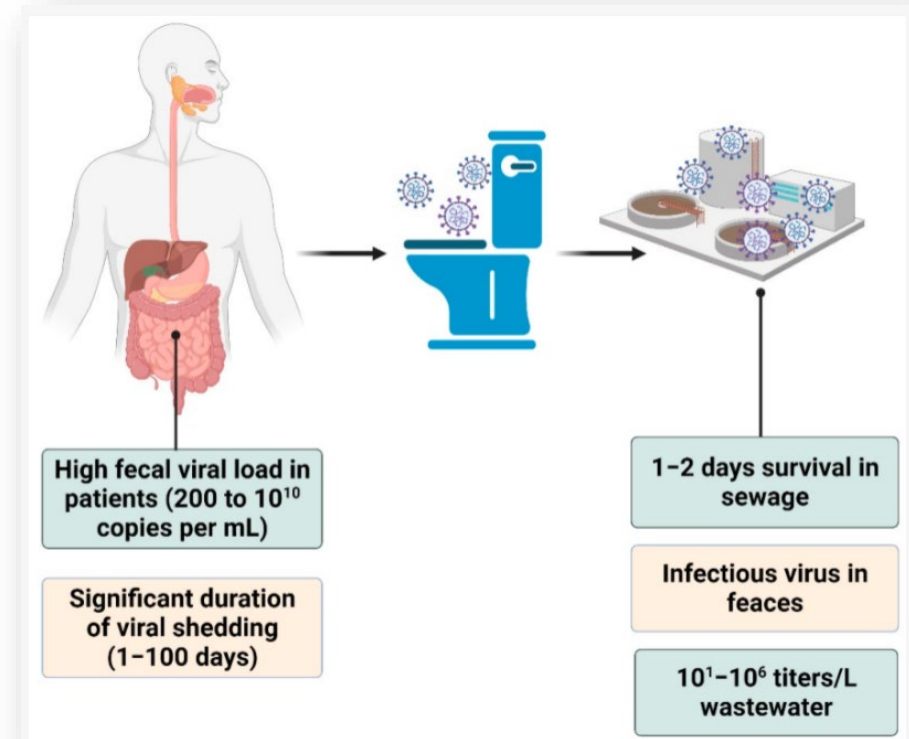 High fecal viral load in
patients (200 to 10¹⁰
copies per mL)
Significant duration
of viral shedding
(1−100 days)
1−2 days survival in
sewage
Infectious virus in
feaces
10¹−10⁶ titers/L
wastewater